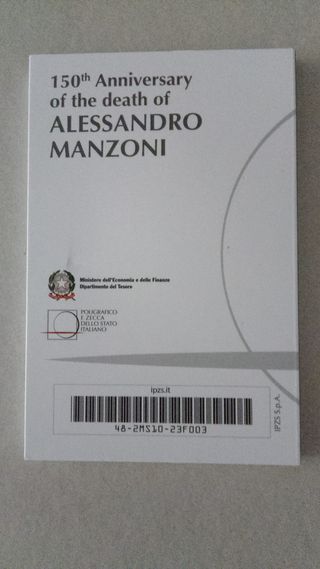 150th Anniversary
of the death of
ALESSANDRO
MANZONI
Ministero dell'Economia e delle Finanze
Dipartimento del Tesoro
POLIGRAFICO
E ZECCA
DELLO STATO
ITALIANO
ipzs.it
48-2MS10-23F003
IPZS S.p.A.